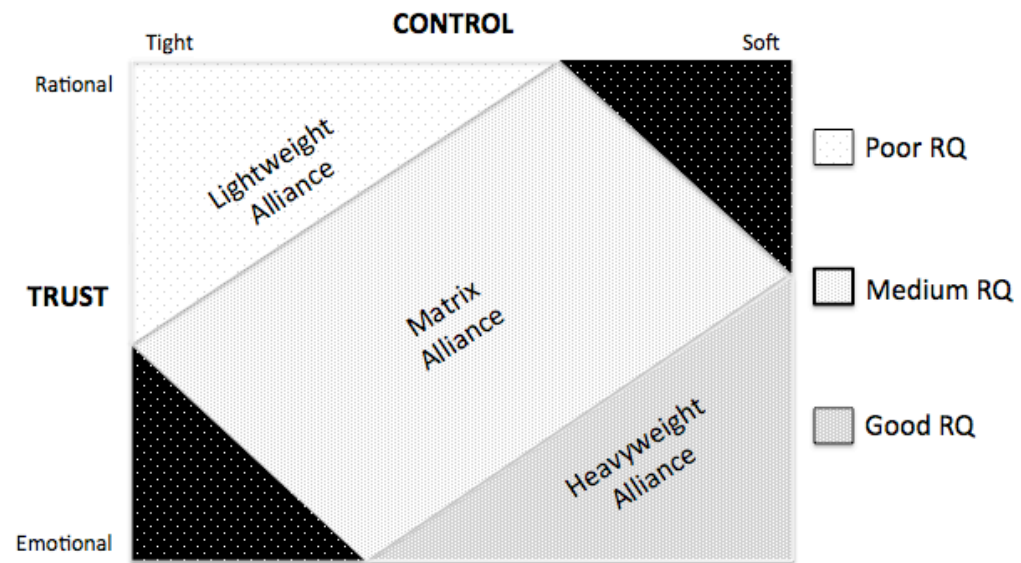 CONTROL
Tight
Soft
Rational
Lightweight
Alliance
Poor RQ
TRUST
Matrix
Alliance
Medium RQ
Heavyweight
Alliance
Good RQ
Emotional